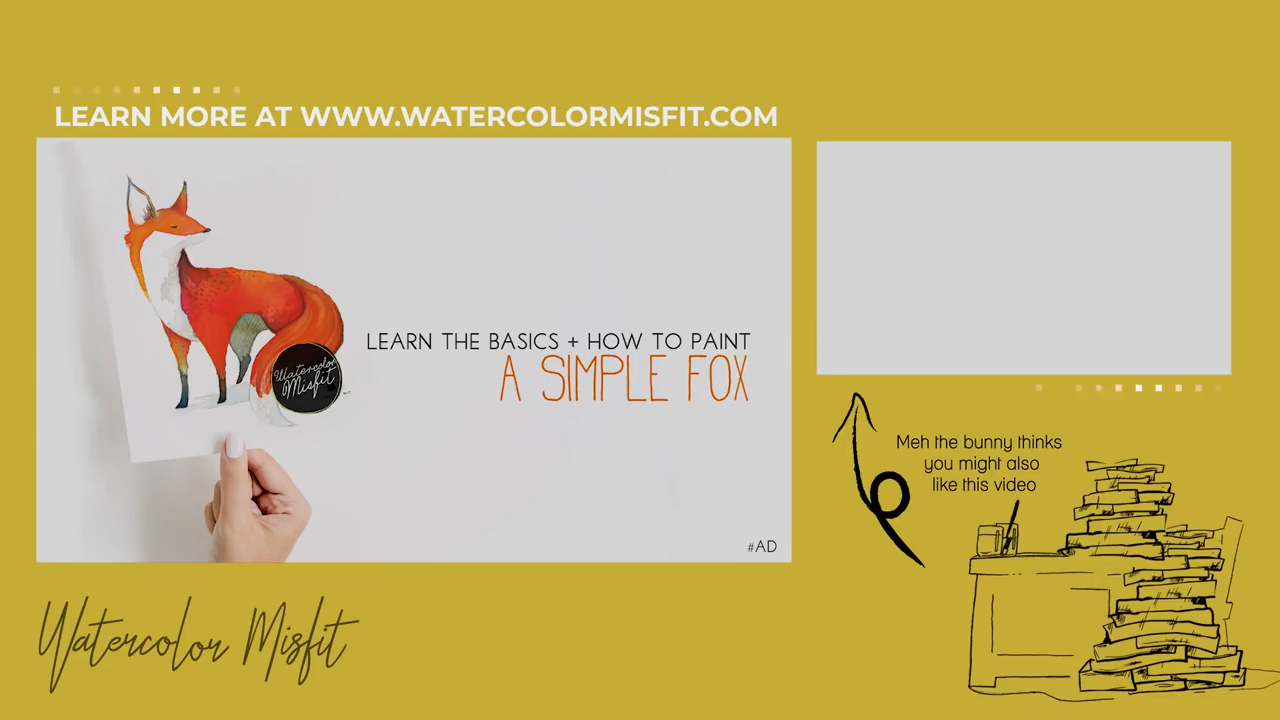 LEARN MORE AT WWW.WATERCOLORMISFIT.COM
LEARN THE BASICS + HOW TO PAINT
A SIMPLE FOX
Watercolor
Misfit
#AD
Meh the bunny thinks
you might also
like this video
Watercolor Misfit